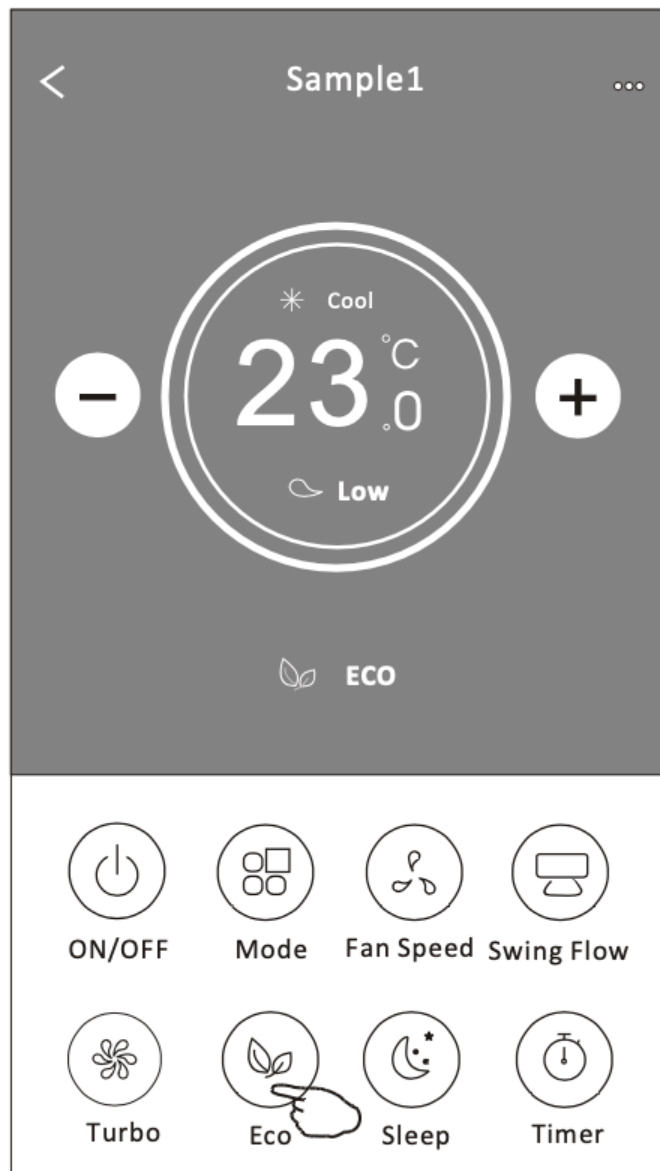 Sample1
Cool
23.0 °C
Low
ECO
ON/OFF Mode Fan Speed Swing Flow
Turbo Eco Sleep Timer